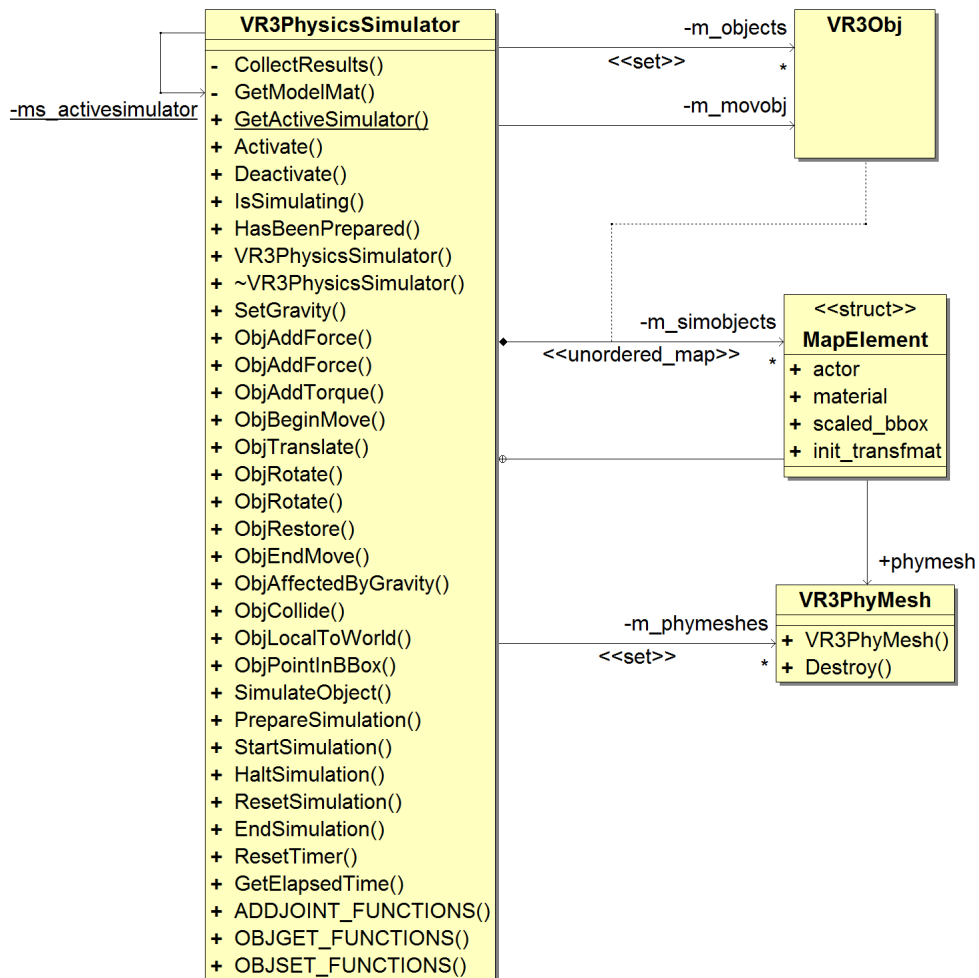 VR3PhysicsSimulator
- CollectResults()
- GetModelMat()
+ GetActiveSimulator()
+ Activate()
+ Deactivate()
+ IsSimulating()
+ HasBeenPrepared()
+ VR3PhysicsSimulator()
+ ~VR3PhysicsSimulator()
+ SetGravity()
+ ObjAddForce()
+ ObjAddForce()
+ ObjAddTorque()
+ ObjBeginMove()
+ ObjTranslate()
+ ObjRotate()
+ ObjRotate()
+ ObjRestore()
+ ObjEndMove()
+ ObjAffectedByGravity()
+ ObjCollide()
+ ObjLocalToWorld()
+ ObjPointInBBox()
+ SimulateObject()
+ PrepareSimulation()
+ StartSimulation()
+ HaltSimulation()
+ ResetSimulation()
+ EndSimulation()
+ ResetTimer()
+ GetElapsedTime()
+ ADDJOINT_FUNCTIONS()
+ OBJGET_FUNCTIONS()
+ OBJSET_FUNCTIONS()
-ms_activesimulator
-m_objects
<<set>>
*
-m_movobj
VR3Obj
-m_simobjects
<<unordered_map>>
*
<<struct>>
MapElement
+ actor
+ material
+ scaled_bbox
+ init_transfmat
+phymesh
-m_phymeshes
<<set>>
*
VR3PhyMesh
+ VR3PhyMesh()
+ Destroy()